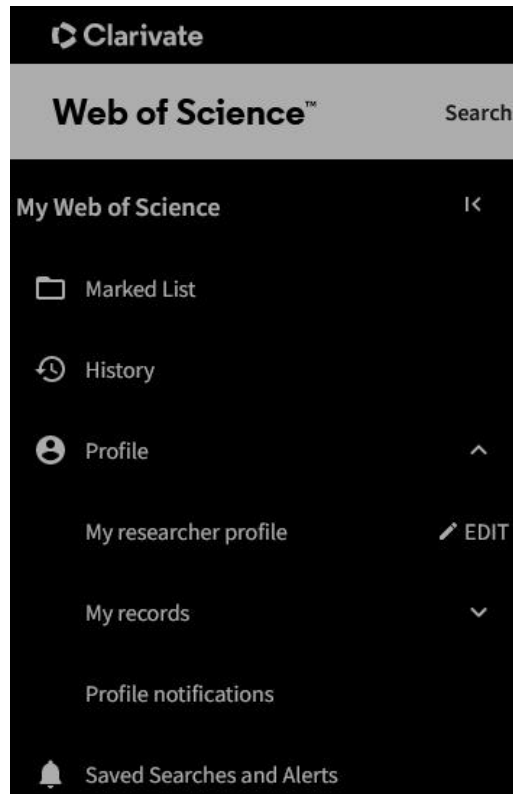 Clarivate
Web of Science™ Search
My Web of Science
Marked List
History
Profile
My researcher profile EDIT
My records
Profile notifications
Saved Searches and Alerts